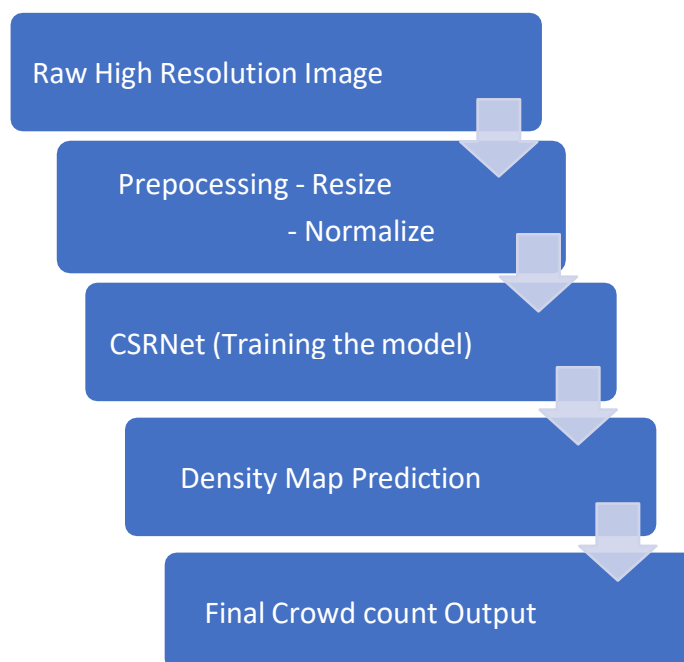 Raw High Resolution Image
Prepocessing - Resize
- Normalize
CSRNet (Training the model)
Density Map Prediction
Final Crowd count Output